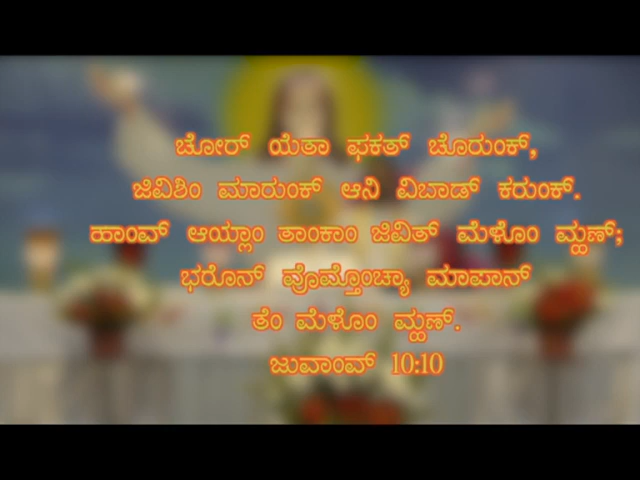 ಚೋರ್ ಯೆತಾ ಫಕತ್ ಚೊರುಂಕ್,
ಜಿವಿಶಿಂ ಮಾರುಂಕ್ ಆನಿ ವಿಬಾಡ್ ಕರುಂಕ್.
ಹಾಂವ್ ಆಯ್ಲಾಂ ತಾಂಕಾಂ ಜಿವಿತ್ ಮೆಳೊಂ ಮ್ಹಣ್;
ಭರೊನ್ ವೊಮ್ತೊಂಚ್ಯಾ ಮಾಪಾನ್
ತೆಂ ಮೆಳೊಂ ಮ್ಹಣ್.
ಜುವಾಂವ್ 10:10